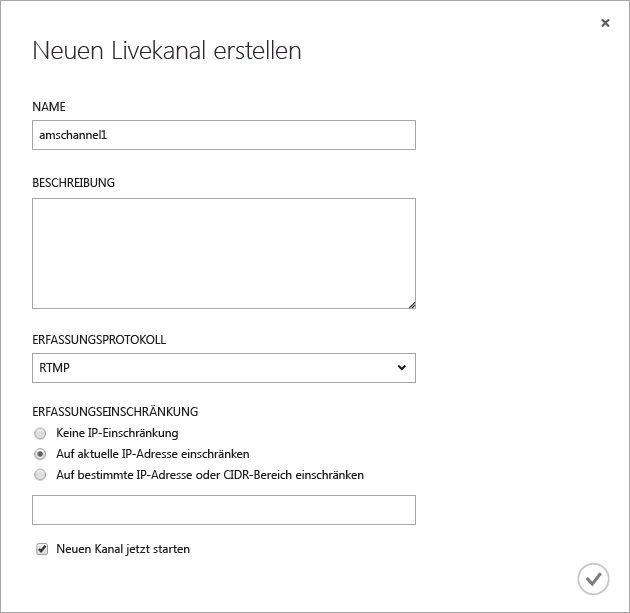 Neuen Livekanal erstellen
NAME
amschannel1
BESCHREIBUNG
ERFASSUNGSPROTOKOLL
RTMP
ERFASSUNGSEINSCHRÄNKUNG
Keine IP-Einschränkung
Auf aktuelle IP-Adresse einschränken
Auf bestimmte IP-Adresse oder CIDR-Bereich einschränken
Neuen Kanal jetzt starten